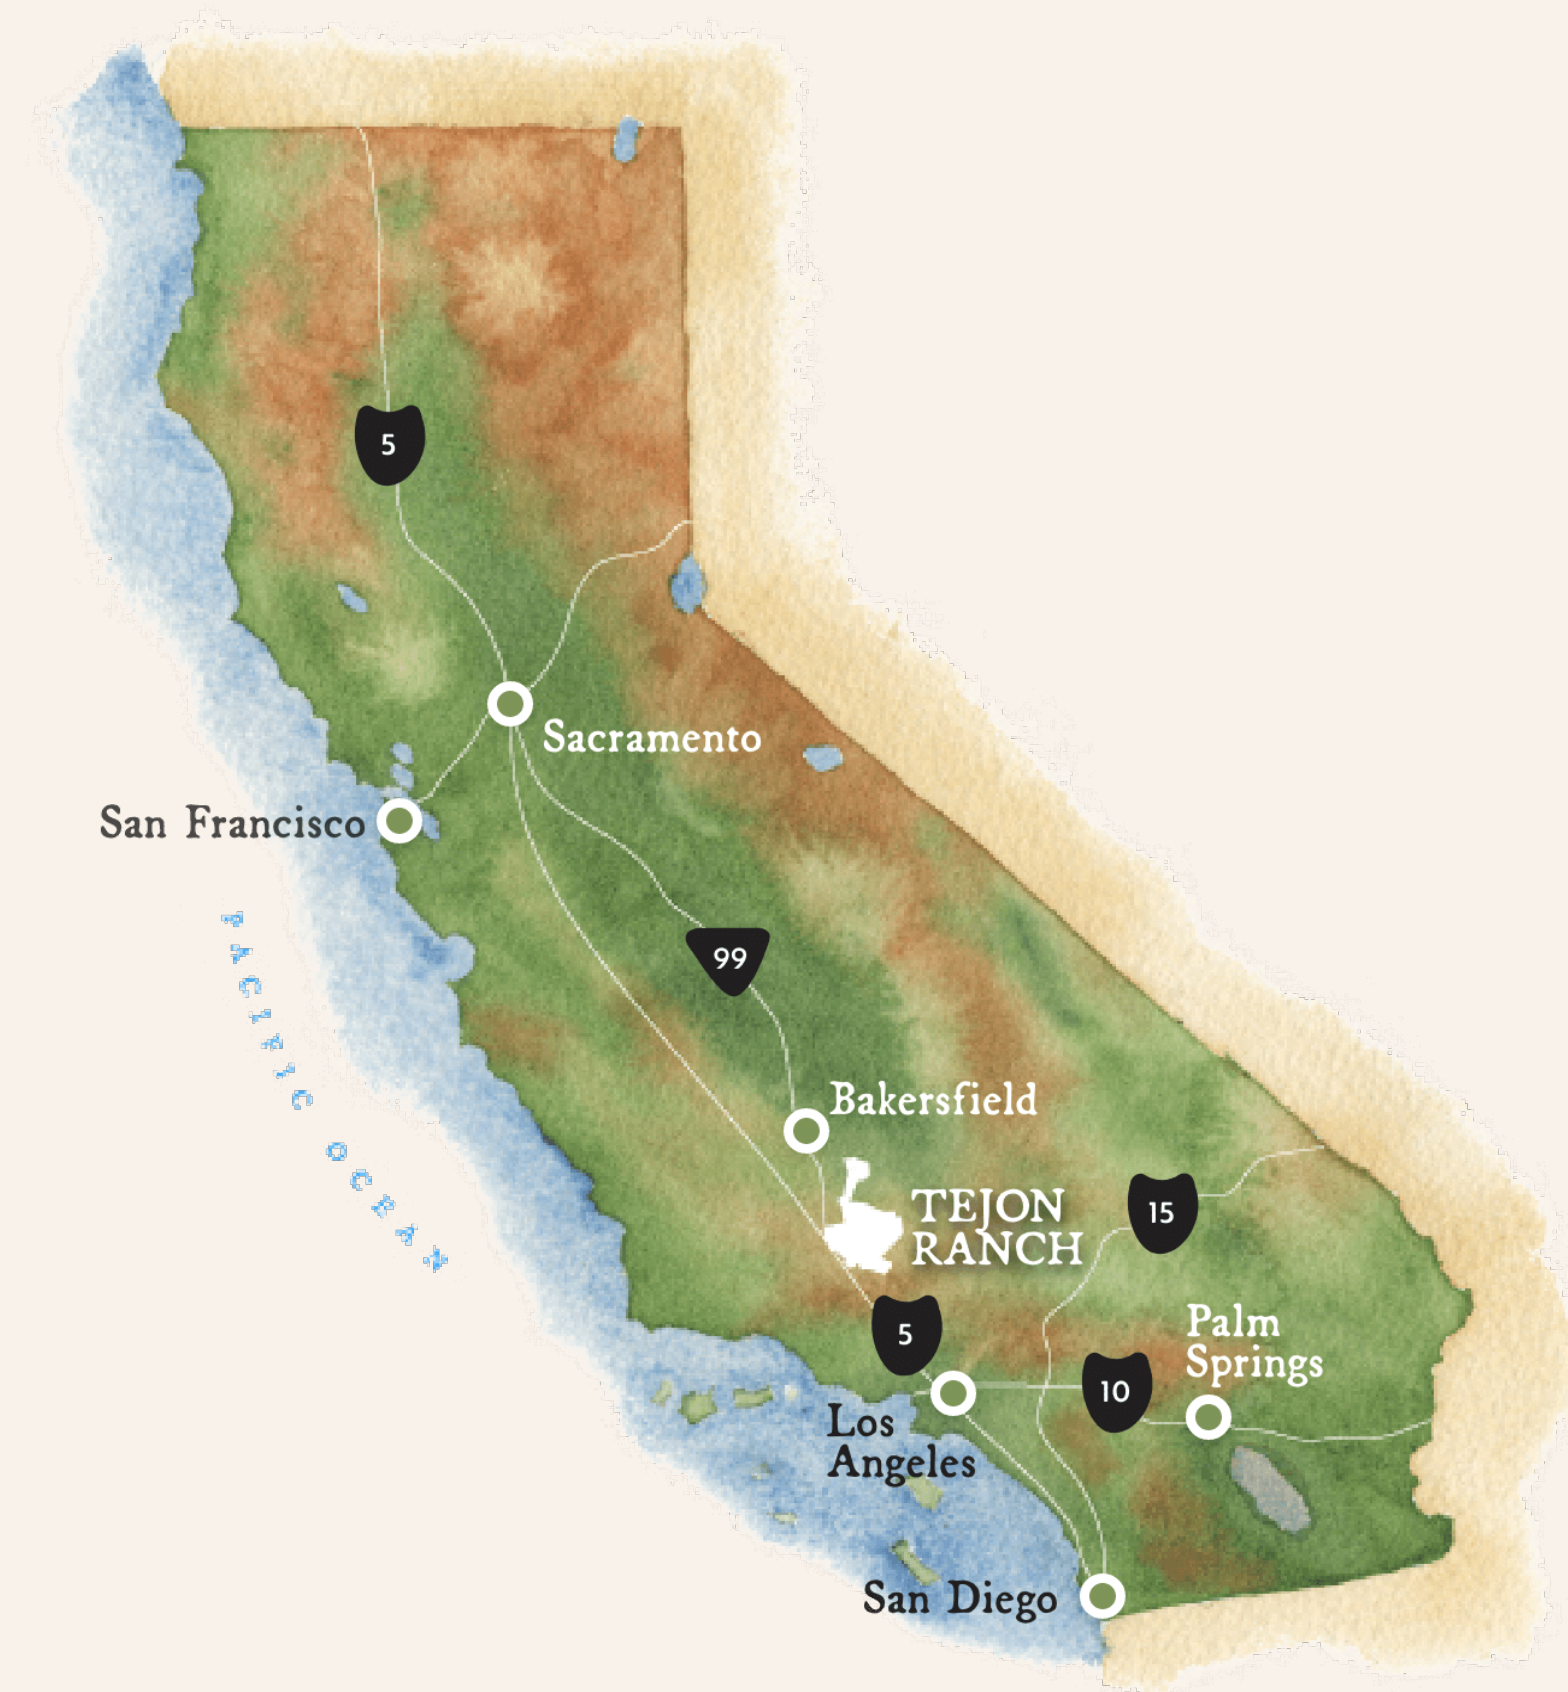 5
Sacramento
San Francisco
PACIFIC OCEAN
99
Bakersfield
TEJON
RANCH
15
5
Palm
Springs
10
Los
Angeles
San Diego